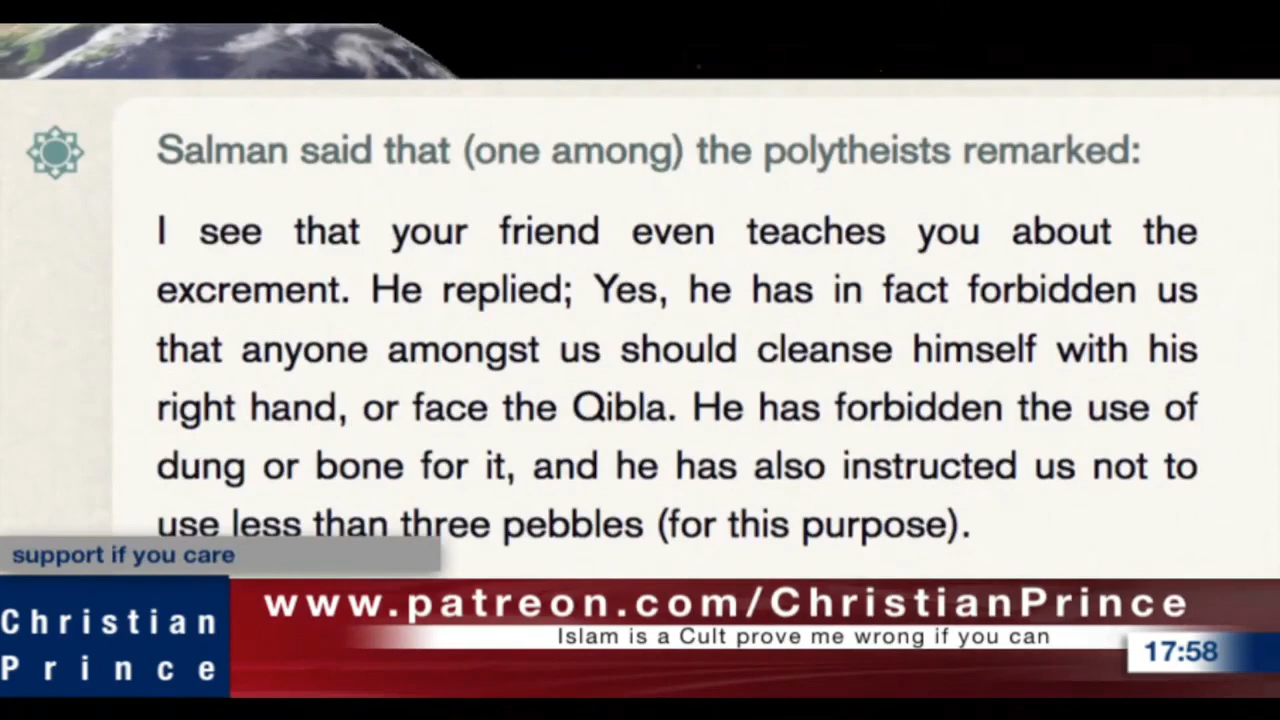 Salman said that (one among) the polytheists remarked:
I see that your friend even teaches you about the
excrement. He replied; Yes, he has in fact forbidden us
that anyone amongst us should cleanse himself with his
right hand, or face the Qibla. He has forbidden the use of
dung or bone for it, and he has also instructed us not to
use less than three pebbles (for this purpose).
support if you care
Christian
Prince
www.patreon.com/ChristianPrince
Islam is a Cult prove me wrong if you can
17:58